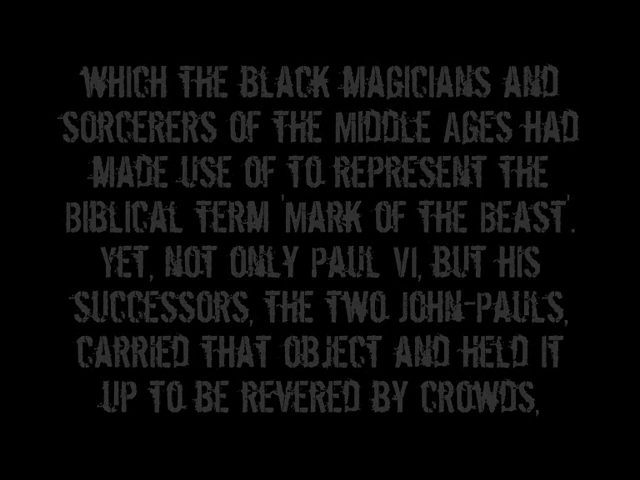 WHICH THE BLACK MAGICIANS AND
SORCERERS OF THE MIDDLE AGES HAD
MADE USE OF TO REPRESENT THE
BIBLICAL TERM 'MARK OF THE BEAST'.
YET, NOT ONLY PAUL VI, BUT HIS
SUCCESSORS, THE TWO JOHN-PAULS,
CARRIED THAT OBJECT AND HELD IT
UP TO BE REVERED BY CROWDS,